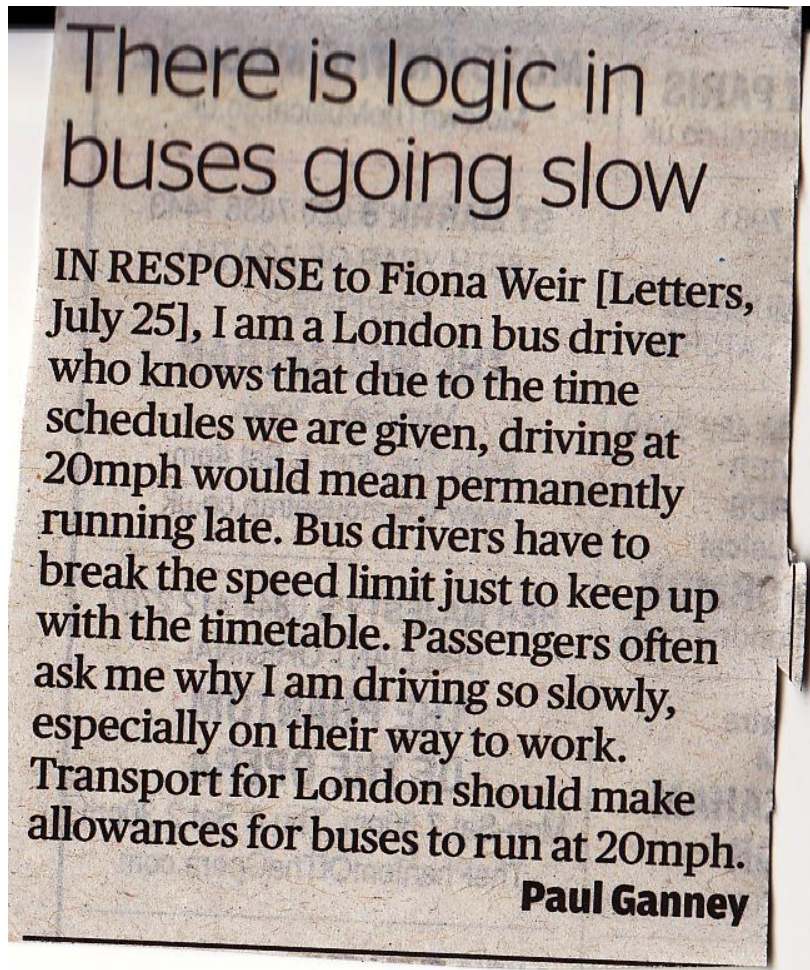 There is logic in
buses going slow
IN RESPONSE to Fiona Weir [Letters,
July 25], I am a London bus driver
who knows that due to the time
schedules we are given, driving at
20mph would mean permanently
running late. Bus drivers have to
break the speed limit just to keep up
with the timetable. Passengers often
ask me why I am driving so slowly,
especially on their way to work.
Transport for London should make
allowances for buses to run at 20mph.
Paul Ganney